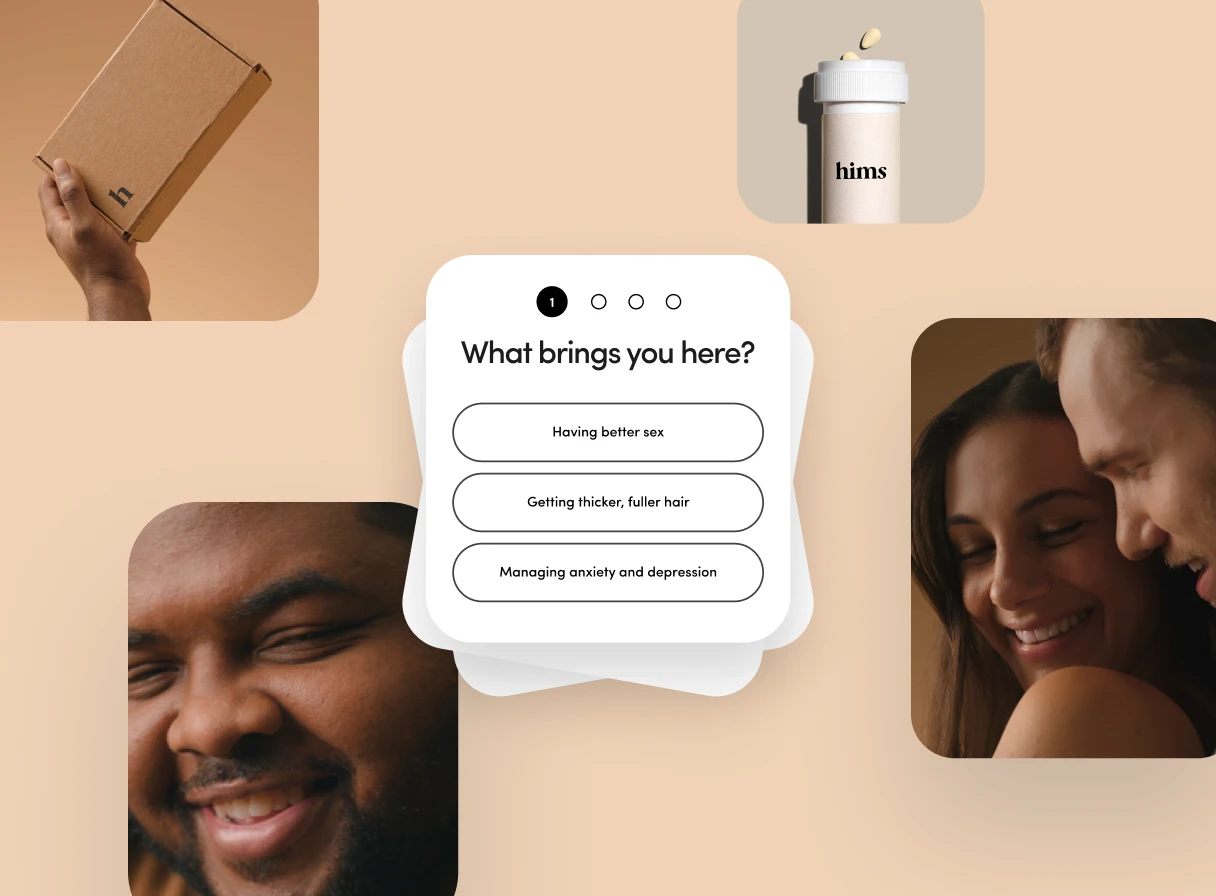 h
hims
1
What brings you here?
Having better sex
Getting thicker, fuller hair
Managing anxiety and depression